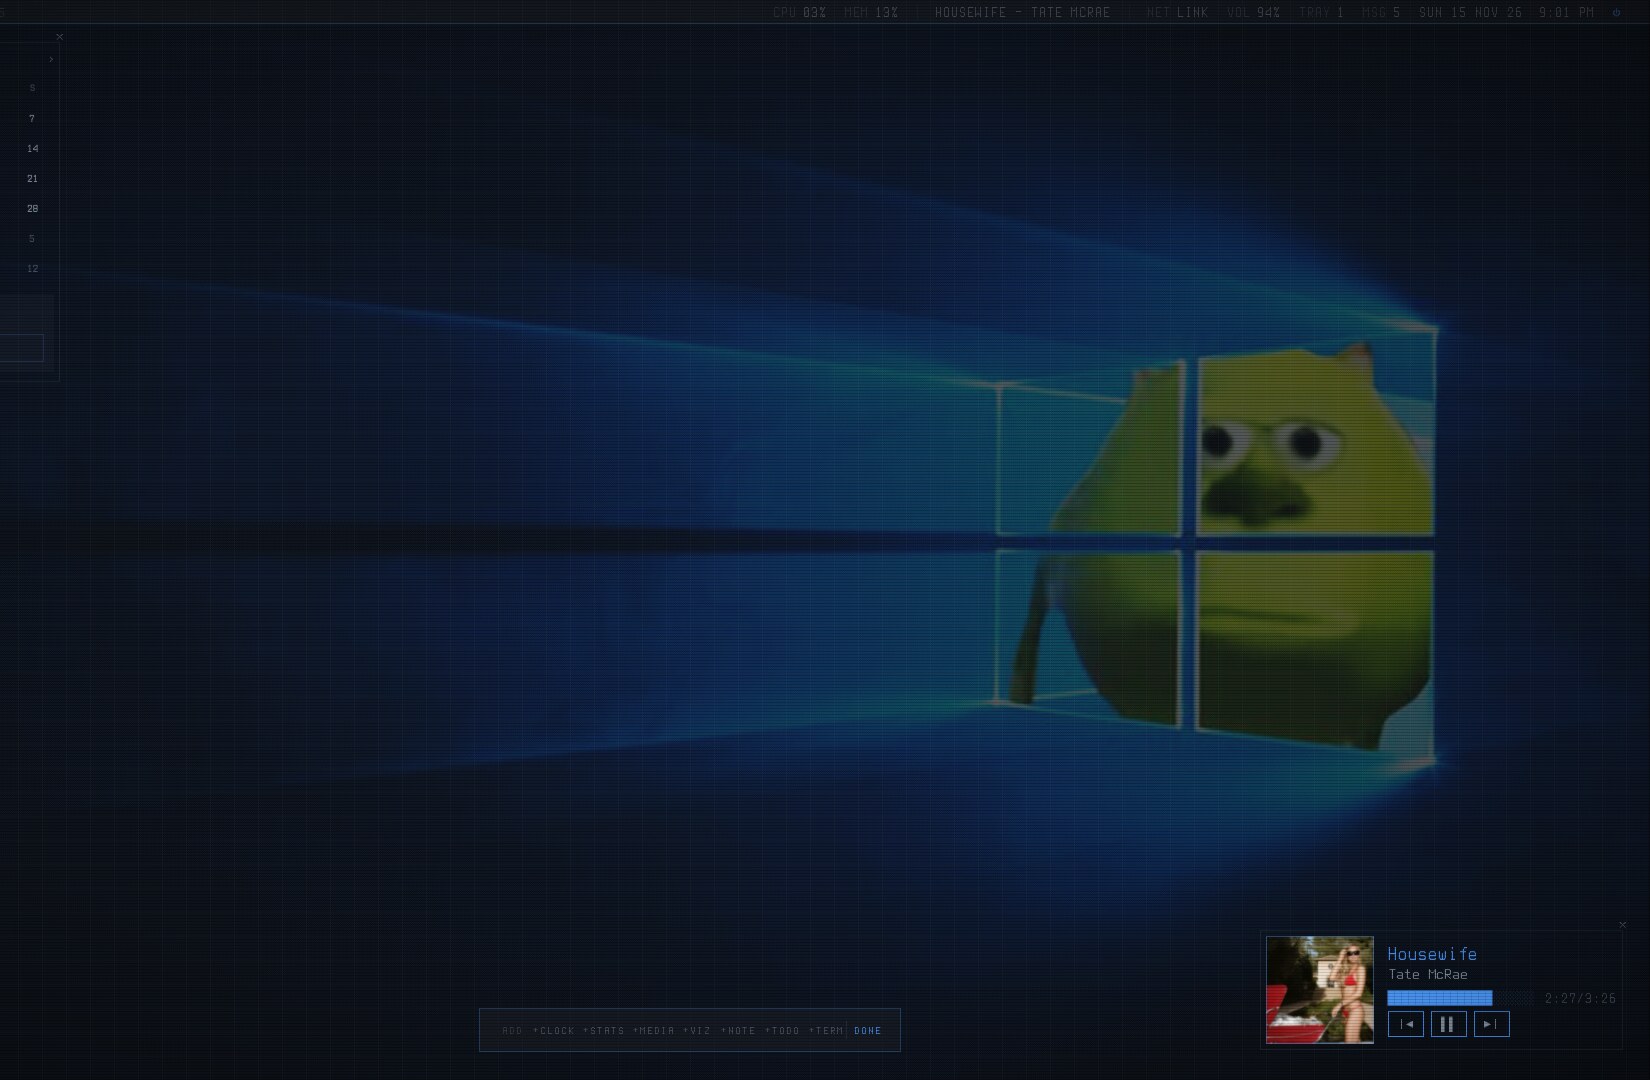 CPU 03% MEM 13% HOUSEWIFE - TATE MCRAE NET LINK VOL 94% TRAY 1 MSG 5 SUN 15 NOV 26 9:01 PM
×
›
S
7
14
21
28
5
12
×
Housewife
Tate McRae
2:27/3:26
ADD +CLOCK +STATS +MEDIA +VIZ +NOTE +TODO +TERM DONE